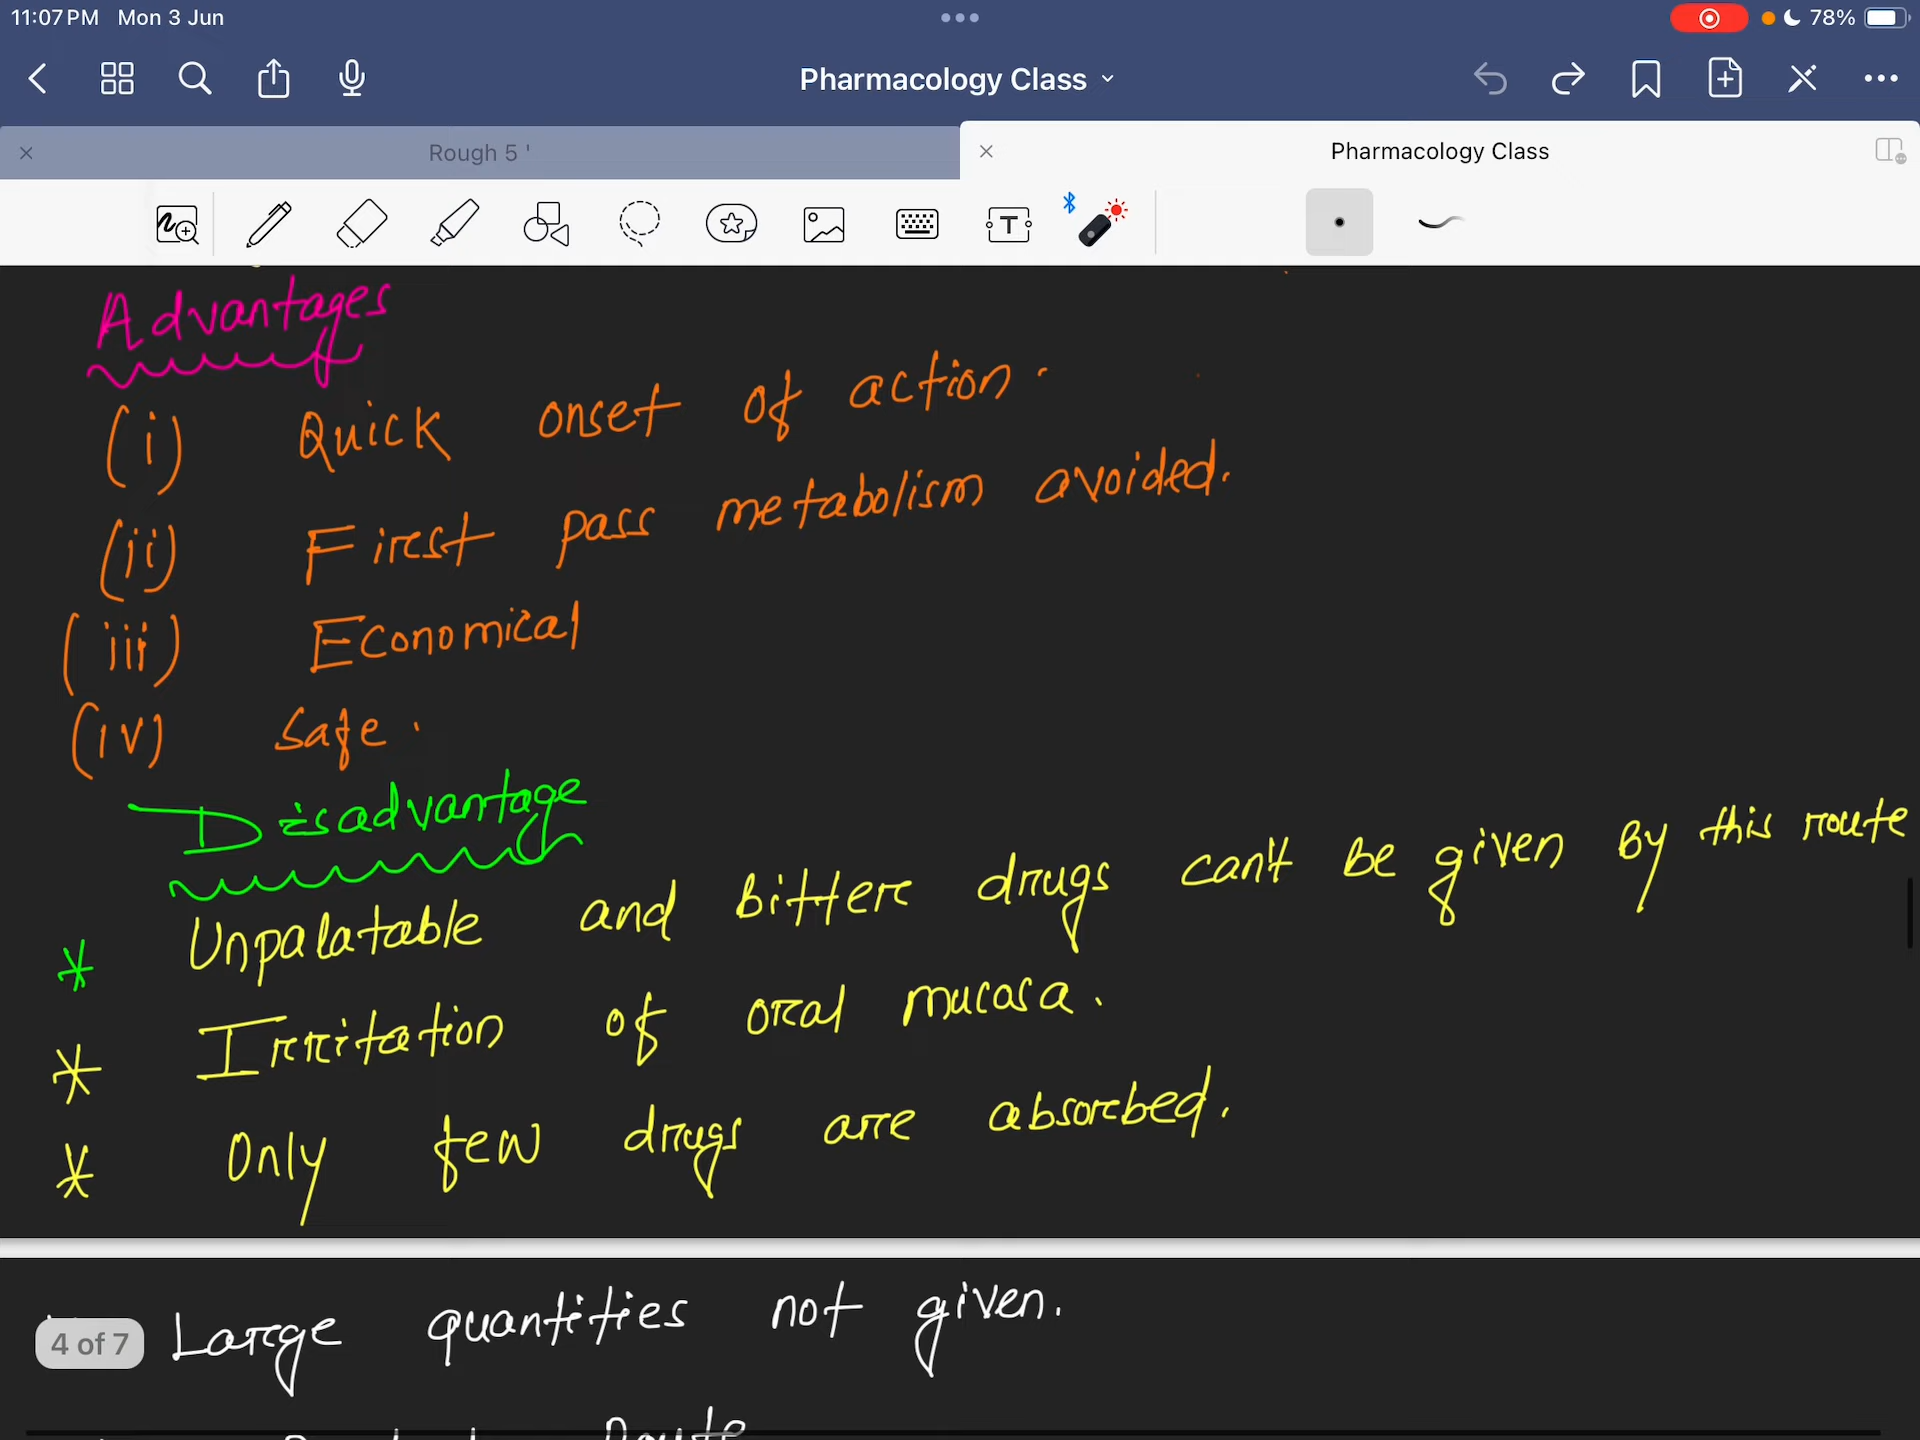 11:07 PM Mon 3 Jun
78%
Pharmacology Class
Rough 5 '
Pharmacology Class
T
Advantages
(i) Quick onset of action.
(ii) First pass metabolism avoided.
(iii) Economical
(iv) Safe.
Disadvantage
* Unpalatable and bitter drugs can't be given by this route
* Irritation of oral mucosa.
* Only few drugs are absorbed.
4 of 7
Large quantities not given.
Route